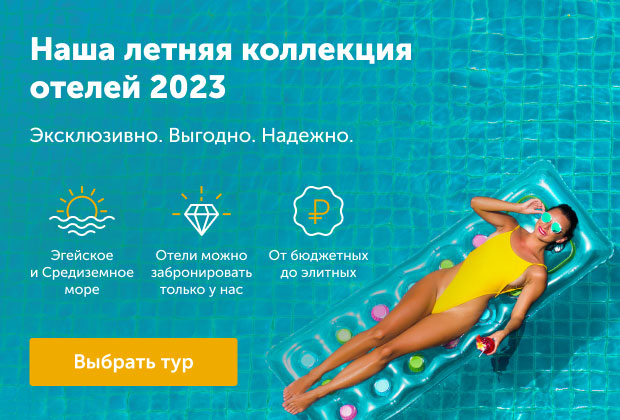 Наша летняя коллекция
отелей 2023
Эксклюзивно. Выгодно. Надежно.
Эгейское
и Средиземное
море
Отели можно
забронировать
только у нас
От бюджетных
до элитных
Выбрать тур